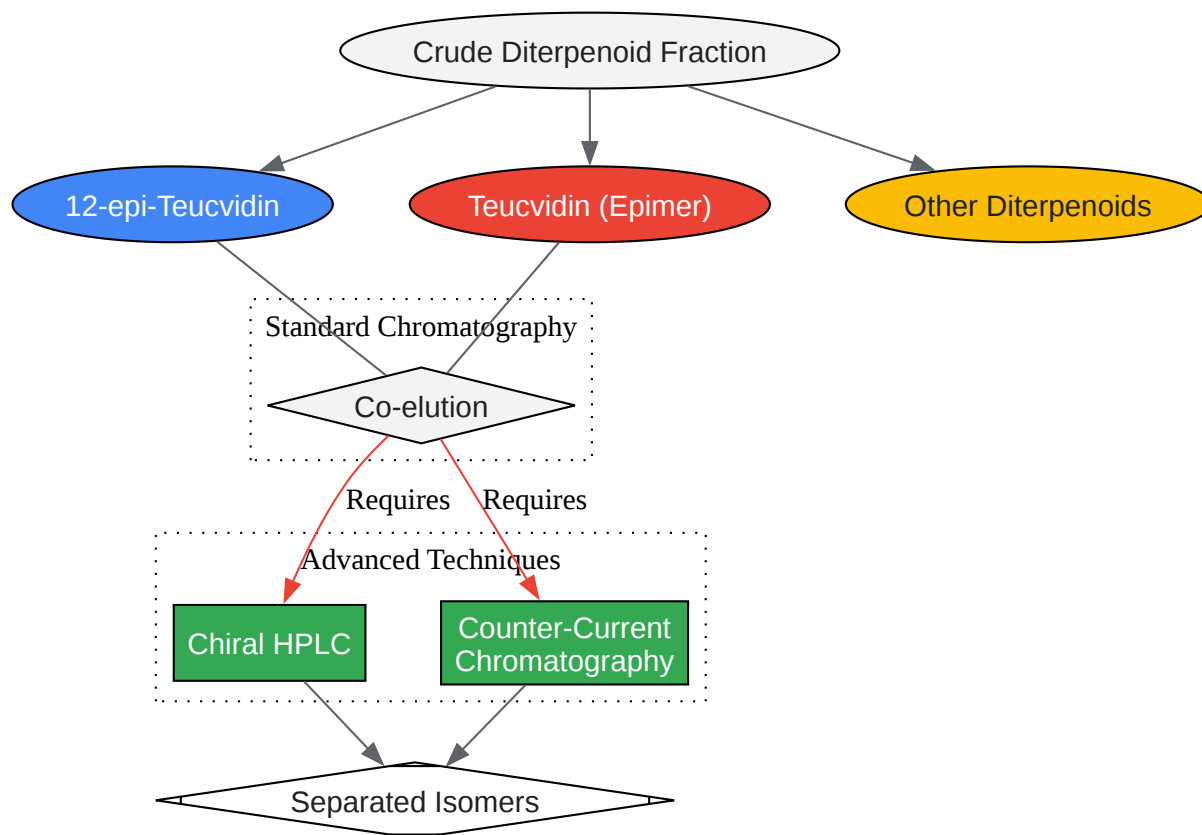 Crude Diterpenoid Fraction
12-epi-Teucvidin
Teucvidin (Epimer)
Other Diterpenoids
Standard Chromatography
Co-elution
Requires
Requires
Advanced Techniques
Chiral HPLC
Counter-Current
Chromatography
Separated Isomers